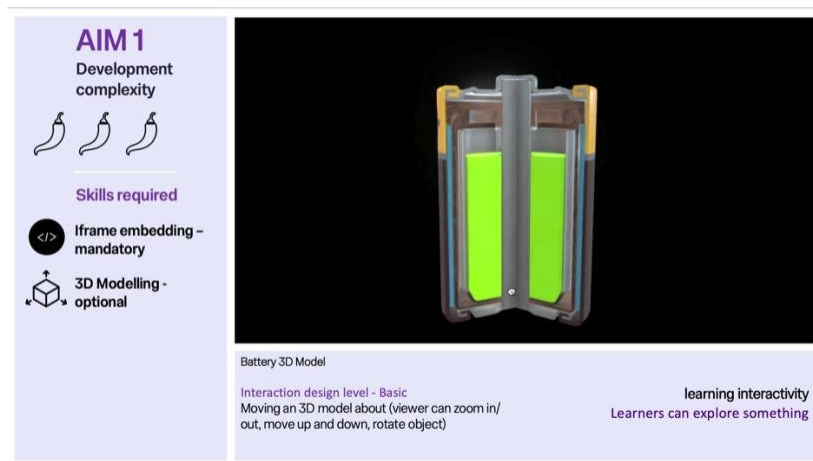 AIM 1
Development
complexity
Skills required
</>
Iframe embedding –
mandatory
3D Modelling -
optional
Battery 3D Model
Interaction design level - Basic
Moving an 3D model about (viewer can zoom in/
out, move up and down, rotate object)
learning interactivity
Learners can explore something